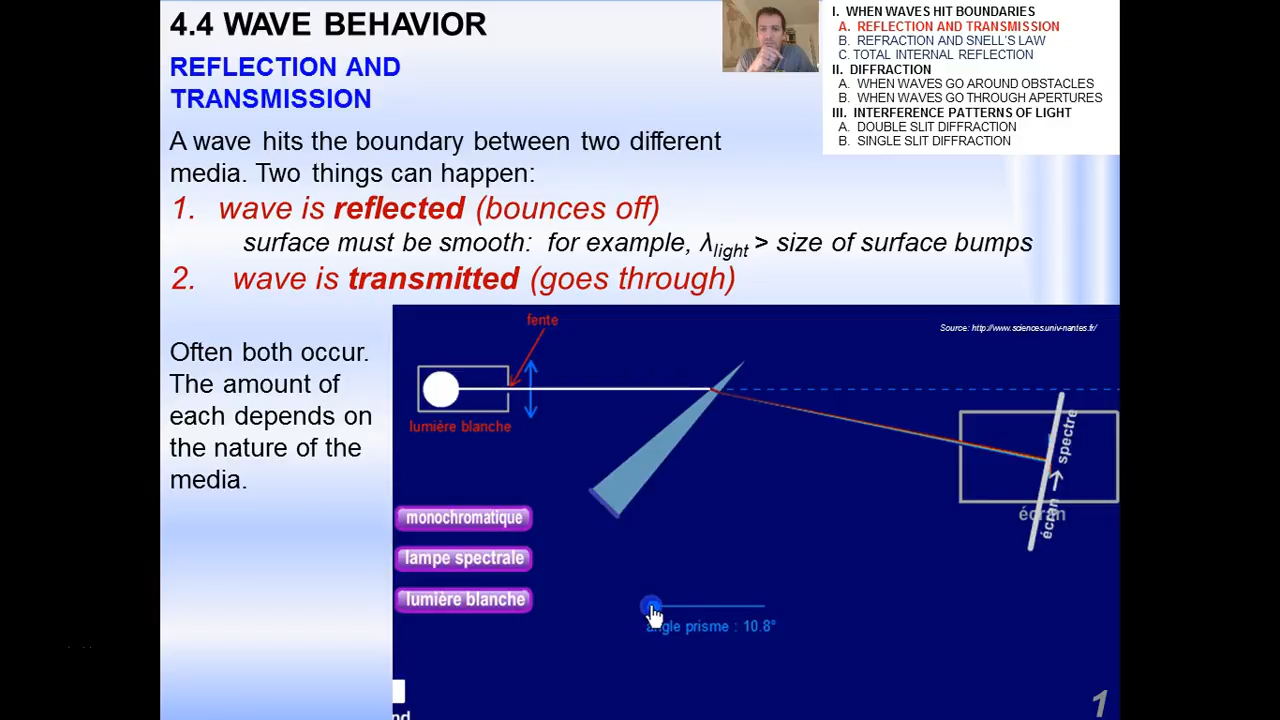 4.4 WAVE BEHAVIOR
REFLECTION AND
TRANSMISSION
A wave hits the boundary between two different
media. Two things can happen:
1. wave is reflected (bounces off)
surface must be smooth: for example, λlight > size of surface bumps
2. wave is transmitted (goes through)
Often both occur.
The amount of
each depends on
the nature of the
media.
I. WHEN WAVES HIT BOUNDARIES
A. REFLECTION AND TRANSMISSION
B. REFRACTION AND SNELL'S LAW
C. TOTAL INTERNAL REFLECTION
II. DIFFRACTION
A. WHEN WAVES GO AROUND OBSTACLES
B. WHEN WAVES GO THROUGH APERTURES
III. INTERFERENCE PATTERNS OF LIGHT
A. DOUBLE SLIT DIFFRACTION
B. SINGLE SLIT DIFFRACTION
fente
Source: http://www.sciences.univ-nantes.fr/
lumière blanche
écran → spectre
écran
monochromatique
lampe spectrale
lumière blanche
angle prisme : 10.8°
nd
1